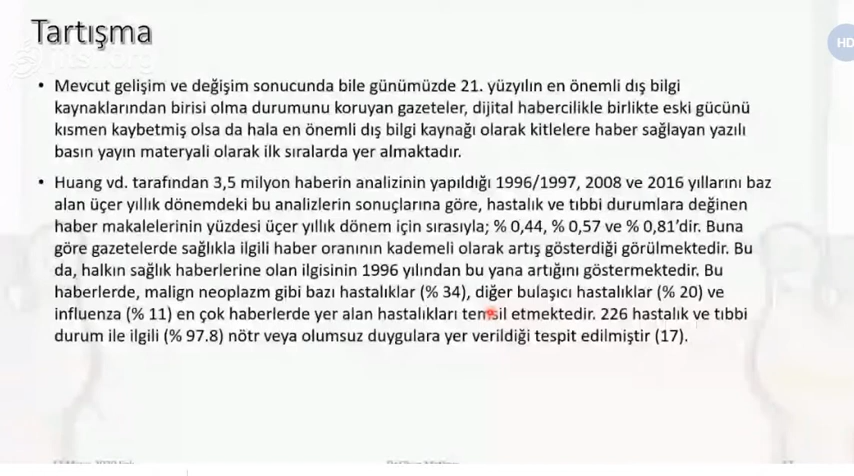 Tartışma
HD
• Mevcut gelişim ve değişim sonucunda bile günümüzde 21. yüzyılın en önemli dış bilgi
kaynaklarından birisi olma durumunu koruyan gazeteler, dijital habercilikle birlikte eski gücünü
kısmen kaybetmiş olsa da hala en önemli dış bilgi kaynağı olarak kitlelere haber sağlayan yazılı
basın yayın materyali olarak ilk sıralarda yer almaktadır.
• Huang vd. tarafından 3,5 milyon haberin analizinin yapıldığı 1996/1997, 2008 ve 2016 yıllarını baz
alan üçer yıllık dönemdeki bu analizlerin sonuçlarına göre, hastalık ve tıbbi durumlara değinen
haber makalelerinin yüzdesi üçer yıllık dönem için sırasıyla; % 0,44, % 0,57 ve % 0,81’dir. Buna
göre gazetelerde sağlıkla ilgili haber oranının kademeli olarak artış gösterdiği görülmektedir. Bu
da, halkın sağlık haberlerine olan ilgisinin 1996 yılından bu yana artığını göstermektedir. Bu
haberlerde, malign neoplazm gibi bazı hastalıklar (% 34), diğer bulaşıcı hastalıklar (% 20) ve
influenza (% 11) en çok haberlerde yer alan hastalıkları temsil etmektedir. 226 hastalık ve tıbbi
durum ile ilgili (% 97.8) nötr veya olumsuz duygulara yer verildiği tespit edilmiştir (17).